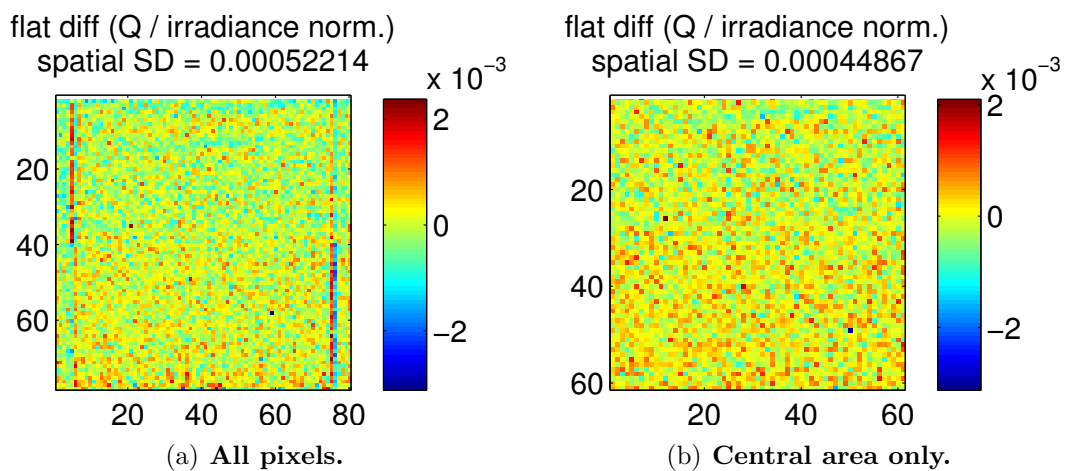 flat diff (Q / irradiance norm.)
spatial SD = 0.00052214
x 10⁻³
2
0
−2
20
40
60
20 40 60 80
(a) All pixels.
flat diff (Q / irradiance norm.)
spatial SD = 0.00044867
x 10⁻³
2
0
−2
20
40
60
20 40 60
(b) Central area only.